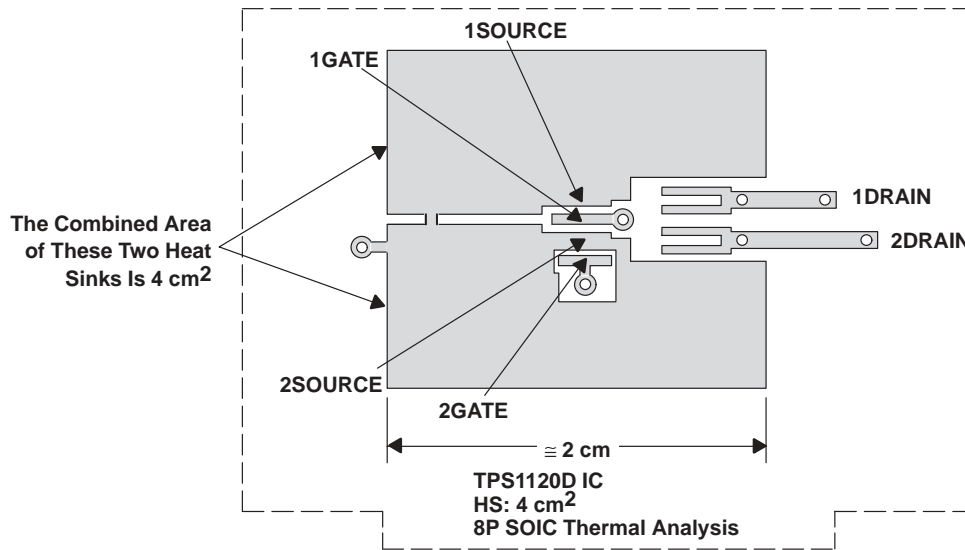 1SOURCE
1GATE
1DRAIN
2DRAIN
The Combined Area
of These Two Heat
Sinks Is 4 cm2
2SOURCE
2GATE
≅ 2 cm
TPS1120D IC
HS: 4 cm2
8P SOIC Thermal Analysis